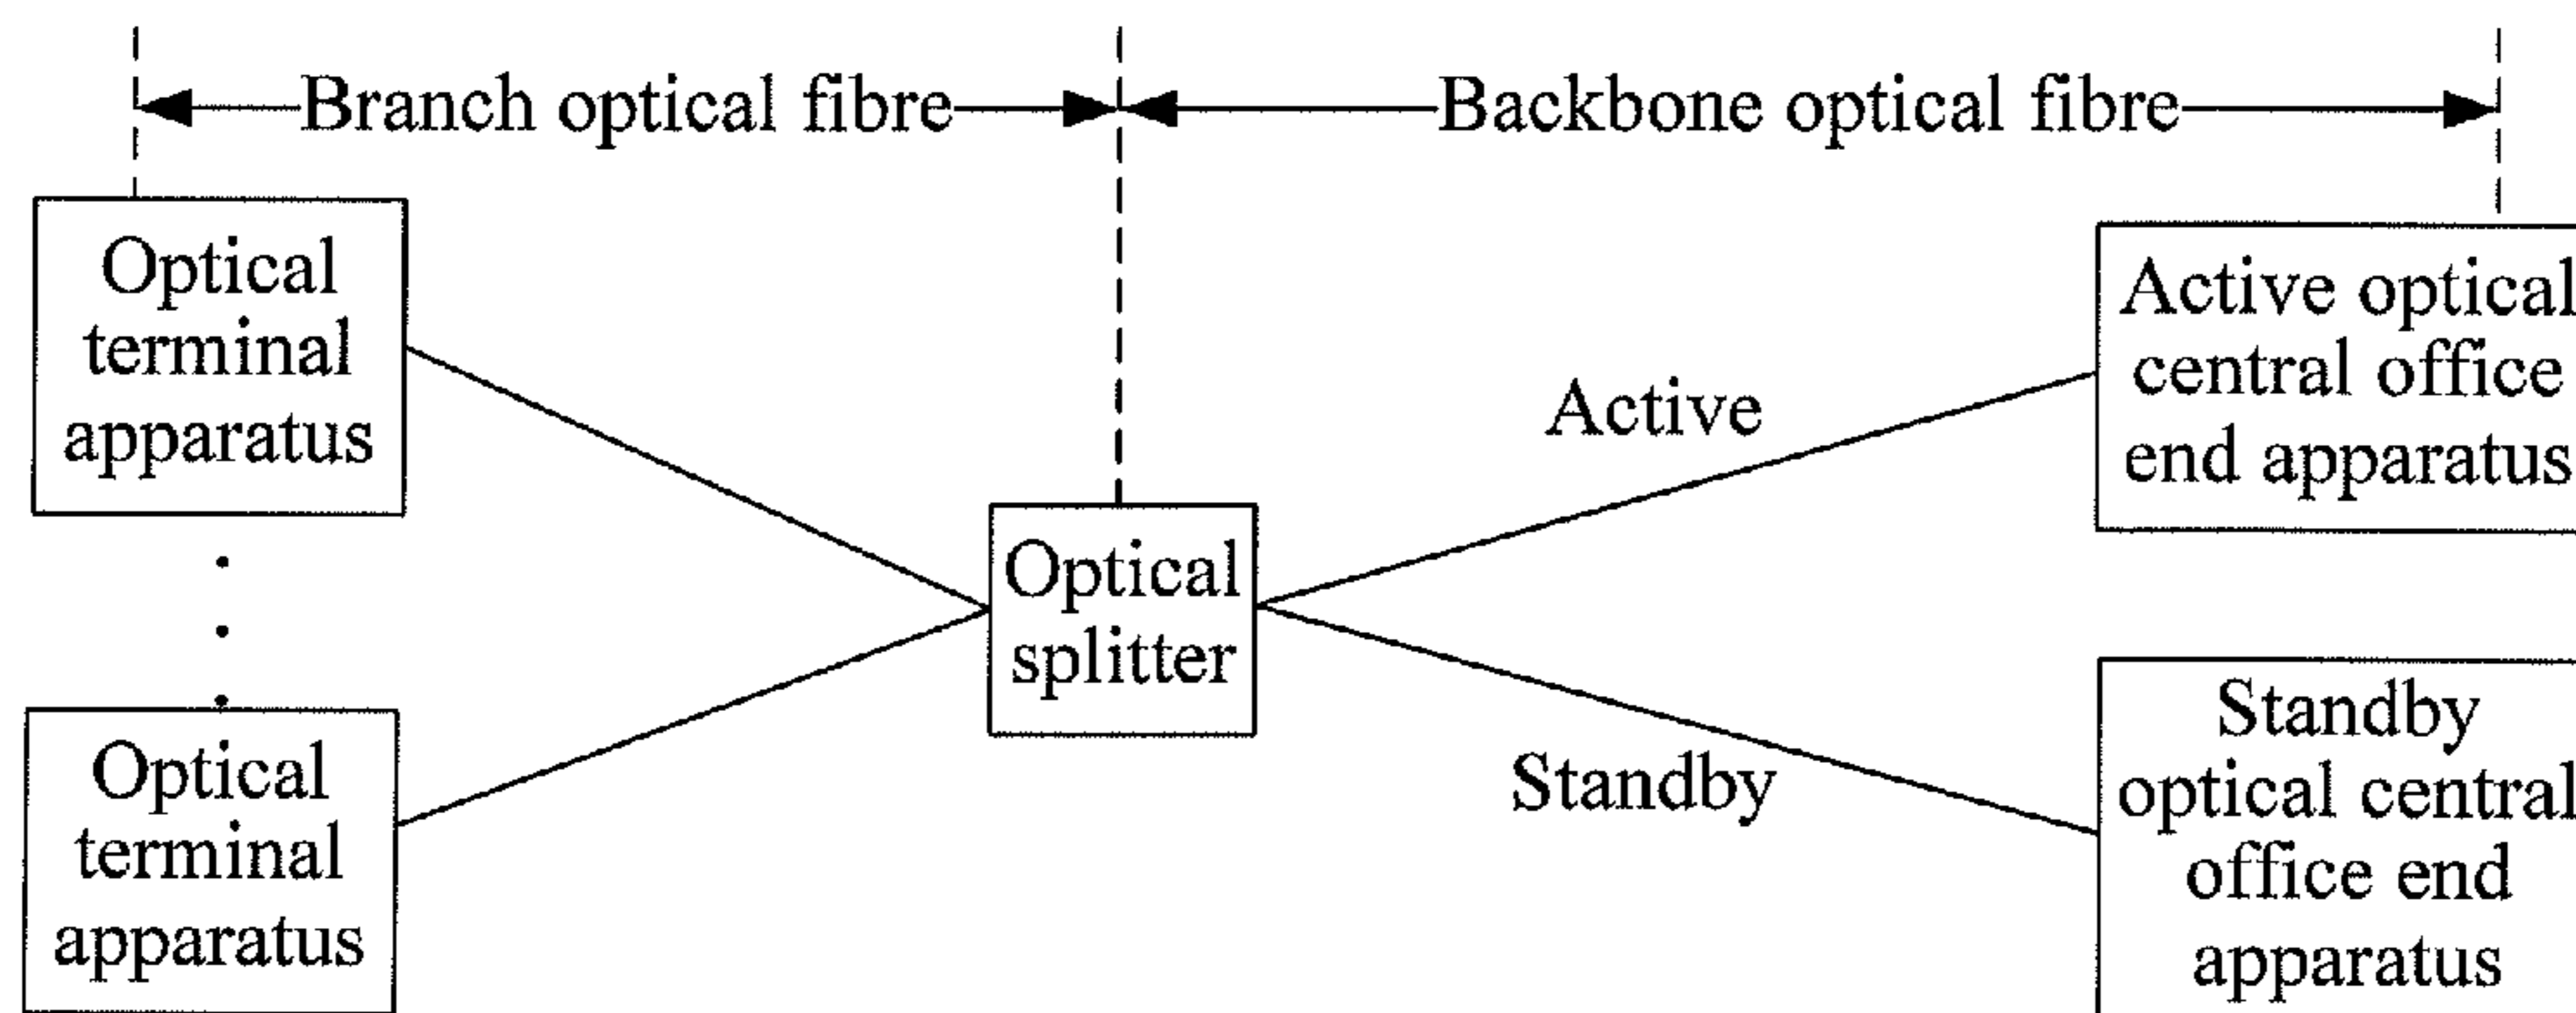 Branch optical fibre
Backbone optical fibre
Optical
terminal
apparatus
Active optical
central office
end apparatus
Active
Optical
splitter
Standby
Optical
terminal
apparatus
Standby
optical central
office end
apparatus